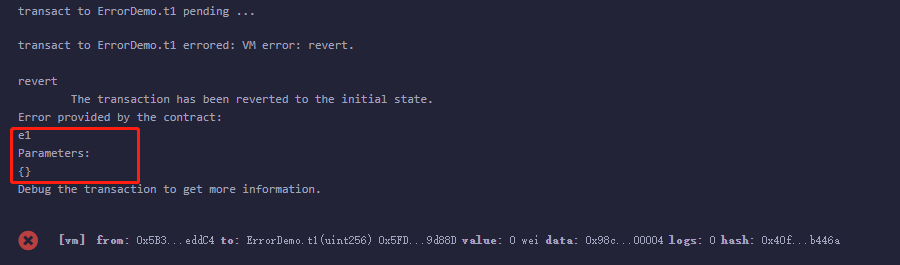 transact to ErrorDemo.t1 pending ...
transact to ErrorDemo.t1 errored: VM error: revert.
revert
The transaction has been reverted to the initial state.
Error provided by the contract:
e1
Parameters:
{}
Debug the transaction to get more information.
[vm] from: 0x5B3...eddC4 to: ErrorDemo.t1(uint256) 0x5FD...9d88D value: 0 wei data: 0x98c...00004 logs: 0 hash: 0x40f...b446a